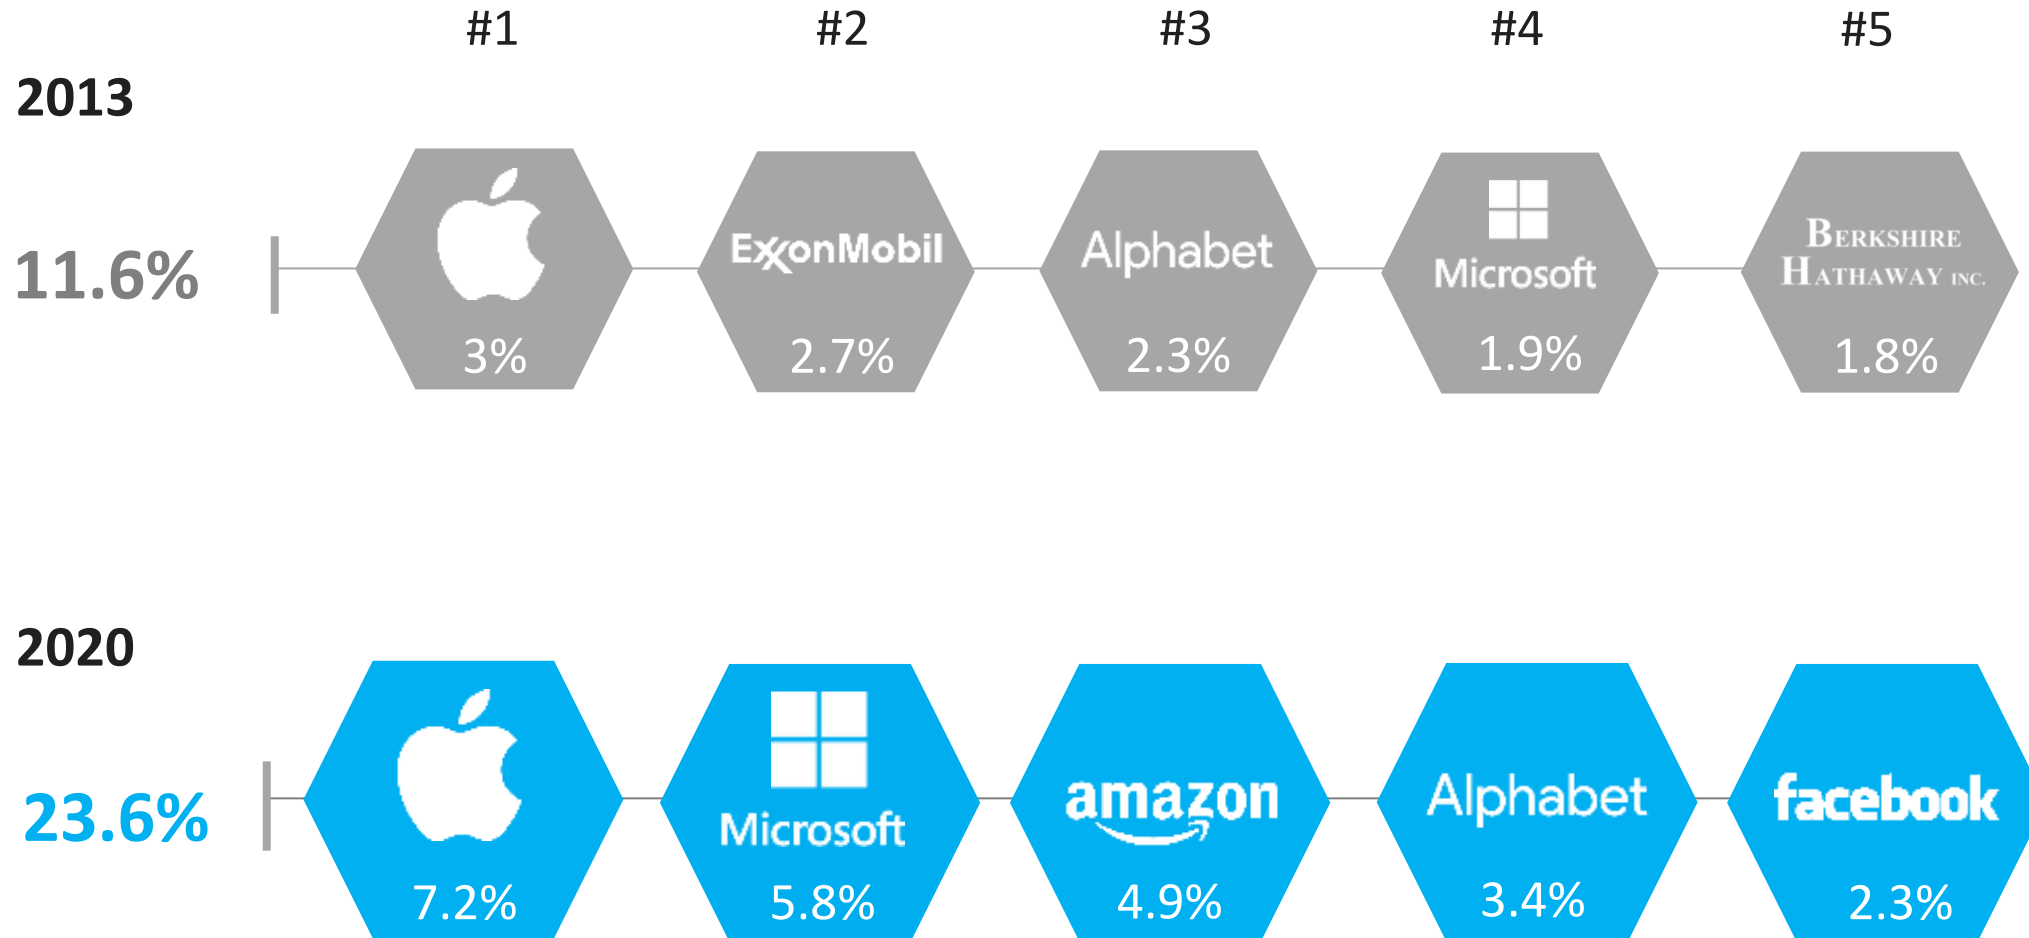 #1 #2 #3 #4 #5
2013
11.6%
ExxonMobil
Alphabet
Microsoft
BERKSHIRE
HATHAWAY INC.
3% 2.7% 2.3% 1.9% 1.8%
2020
23.6%
Microsoft
amazon
Alphabet
facebook
7.2% 5.8% 4.9% 3.4% 2.3%